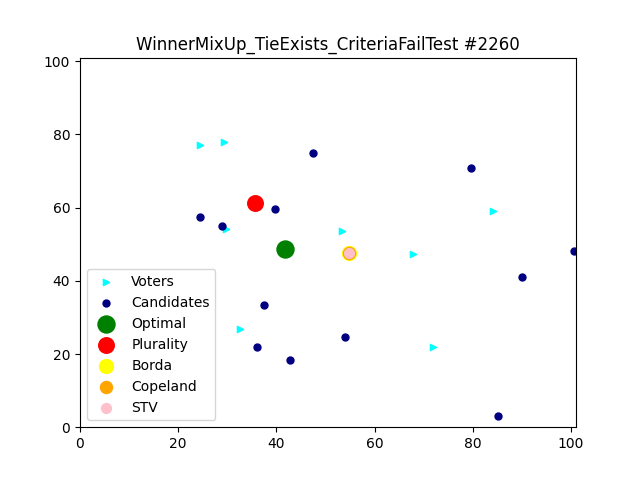 WinnerMixUp_TieExists_CriteriaFailTest #2260
100
80
60
40
20
0
Voters
Candidates
Optimal
Plurality
Borda
Copeland
STV
0 20 40 60 80 100